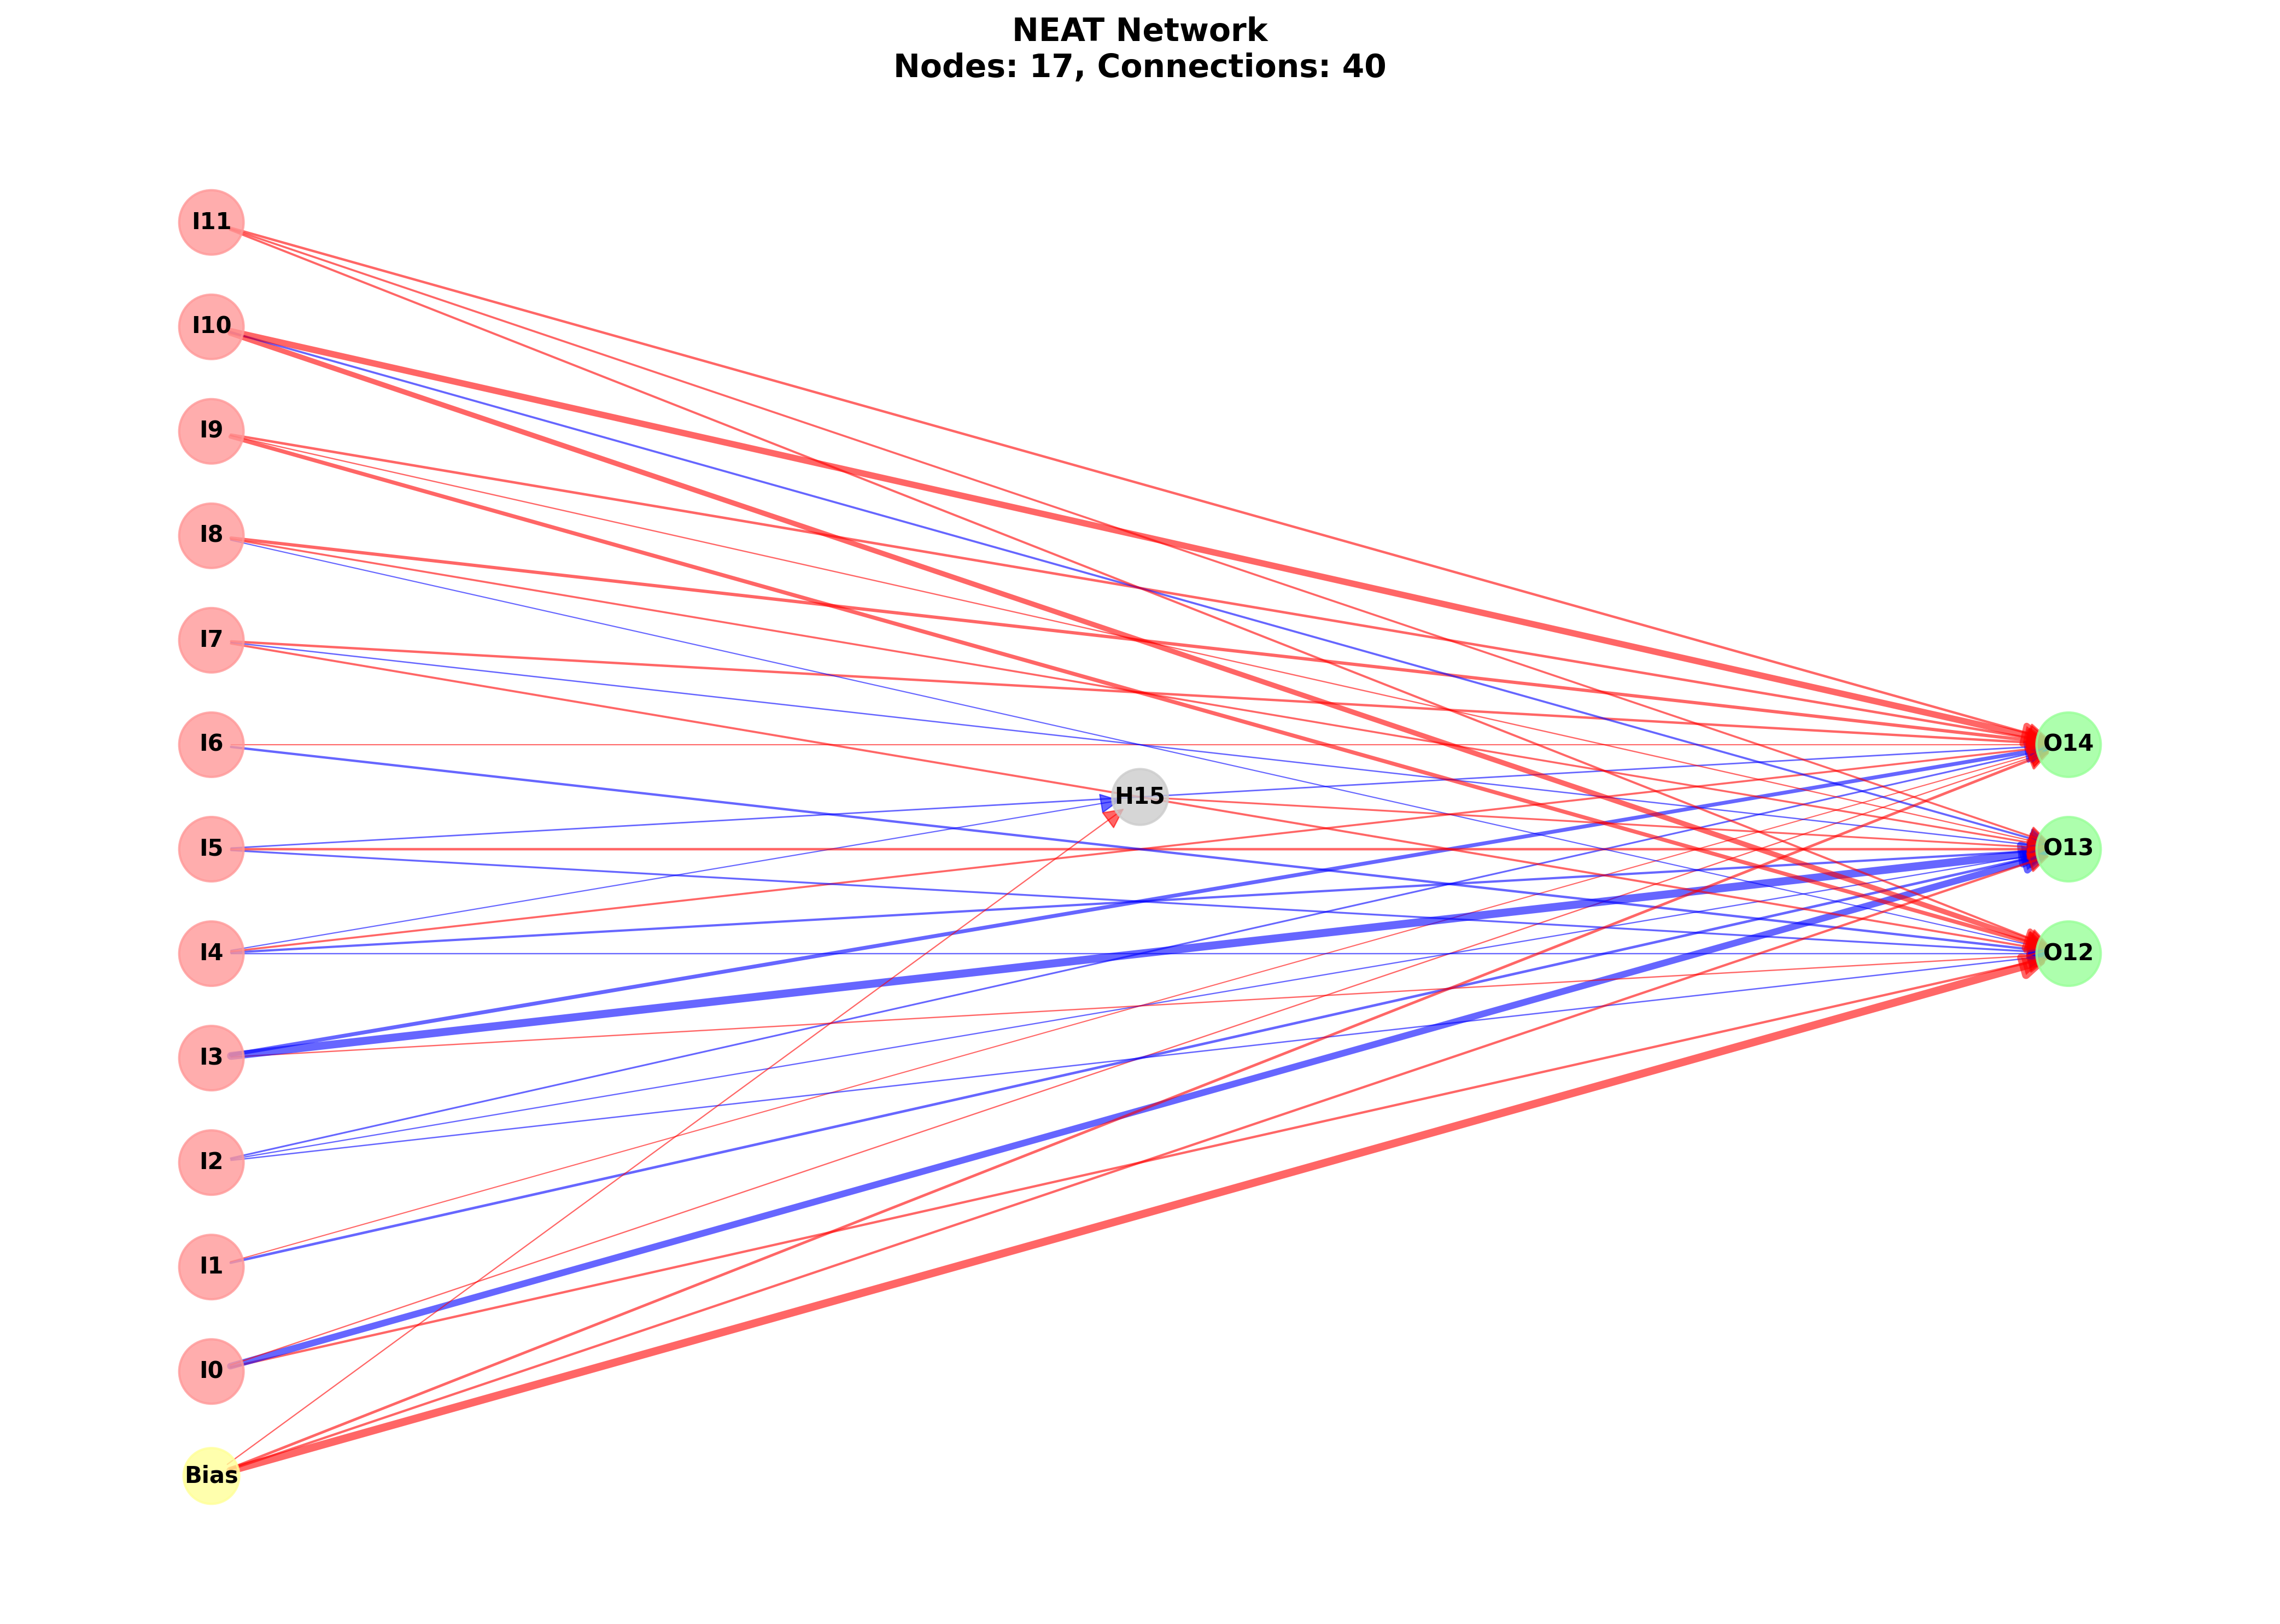 NEAT Network
Nodes: 17, Connections: 40
I11
I10
I9
I8
I7
I6
I5
I4
I3
I2
I1
I0
Bias
H15
O14
O13
O12